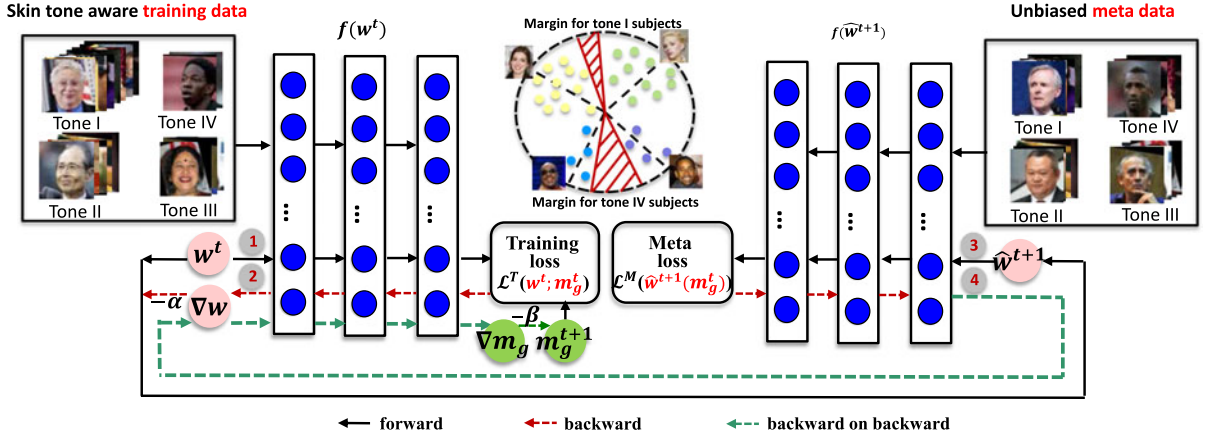 Skin tone aware training data
f(w^t)
Margin for tone I subjects
f(ŵ^{t+1})
Unbiased meta data
Tone I
Tone IV
Tone II
Tone III
Tone I
Tone IV
Tone II
Tone III
Margin for tone IV subjects
...
...
...
...
...
...
w^t
1
2
Training
loss
ℒ^T(w^t; m_g^t)
Meta
loss
ℒ^M(ŵ^{t+1}(m_g^t))
3
4
ŵ^{t+1}
−α
∇w
−β
∇m_g
m_g^{t+1}
forward
backward
backward on backward